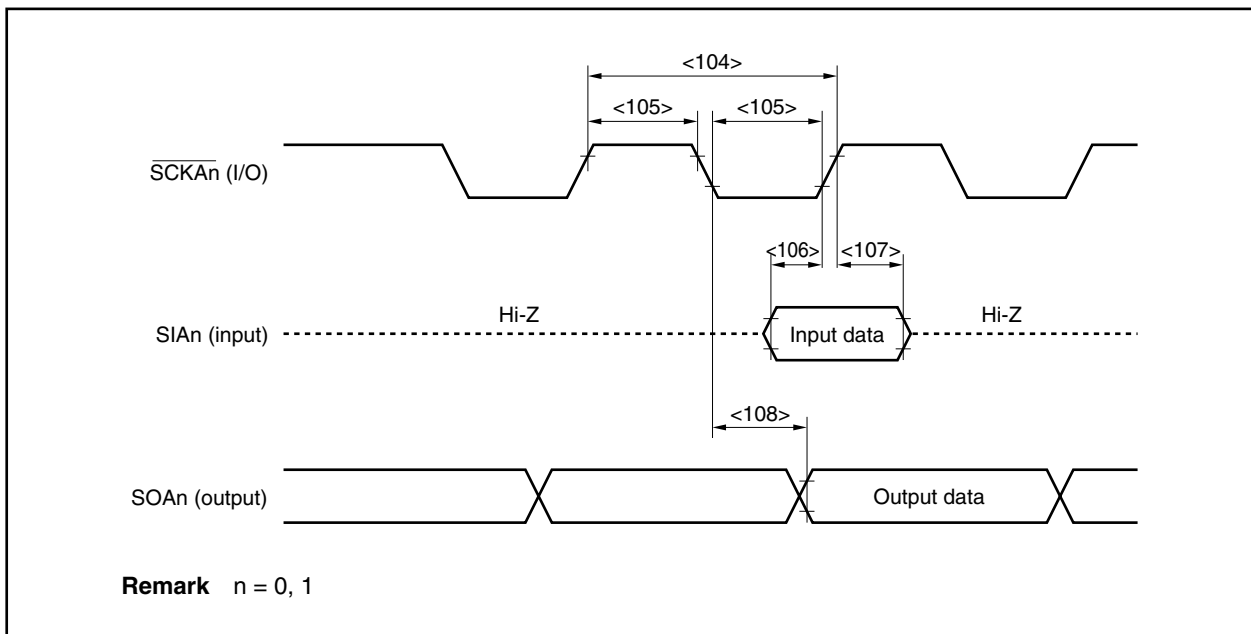 <104>
<105> <105>
SCKAn (I/O)
<106> <107>
Hi-Z Hi-Z
SIAn (input) Input data
<108>
SOAn (output) Output data
Remark n = 0, 1